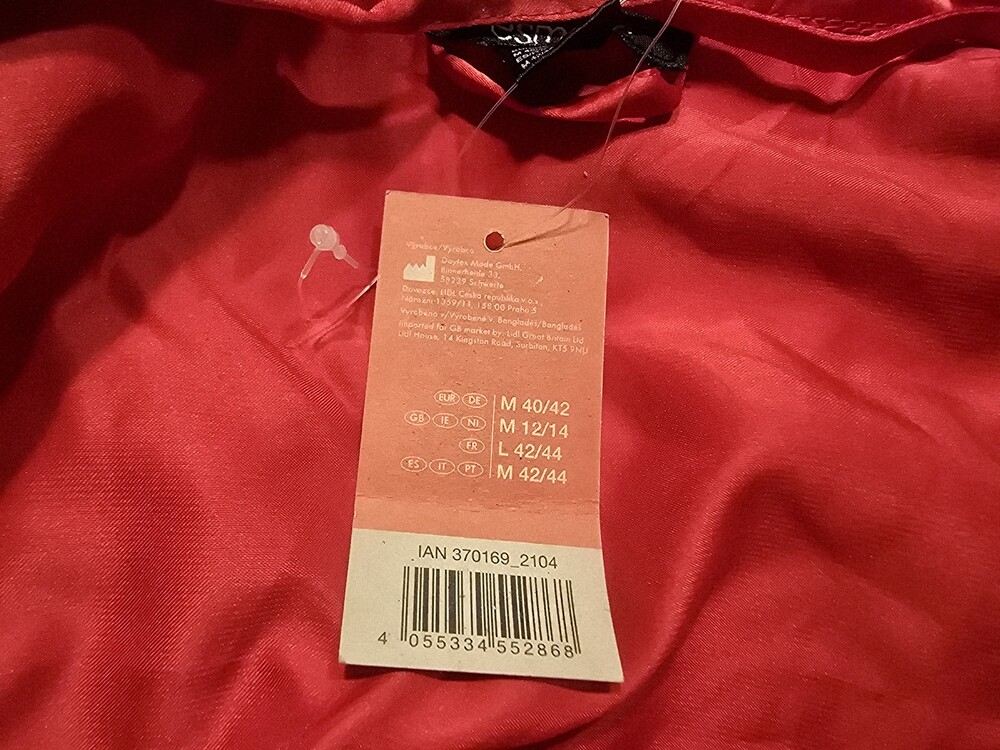 esm
Výrobce/Výrobca
Daytex Mode GmbH,
Binnerheide 33,
58239 Schwerte
Dovozce: Lidl Česká republika v.o.s.,
Nárožní 1359/11, 158 00 Praha 5
Vyrobeno v/Vyrobené v: Bangladéš/Bangladéš
Imported for GB market by: Lidl Great Britain Ltd
Lidl House, 14 Kingston Road, Surbiton, KT5 9NU
EUR DE M 40/42
GB IE NI M 12/14
FR L 42/44
ES IT PT M 42/44
IAN 370169_2104
4 055334 552868